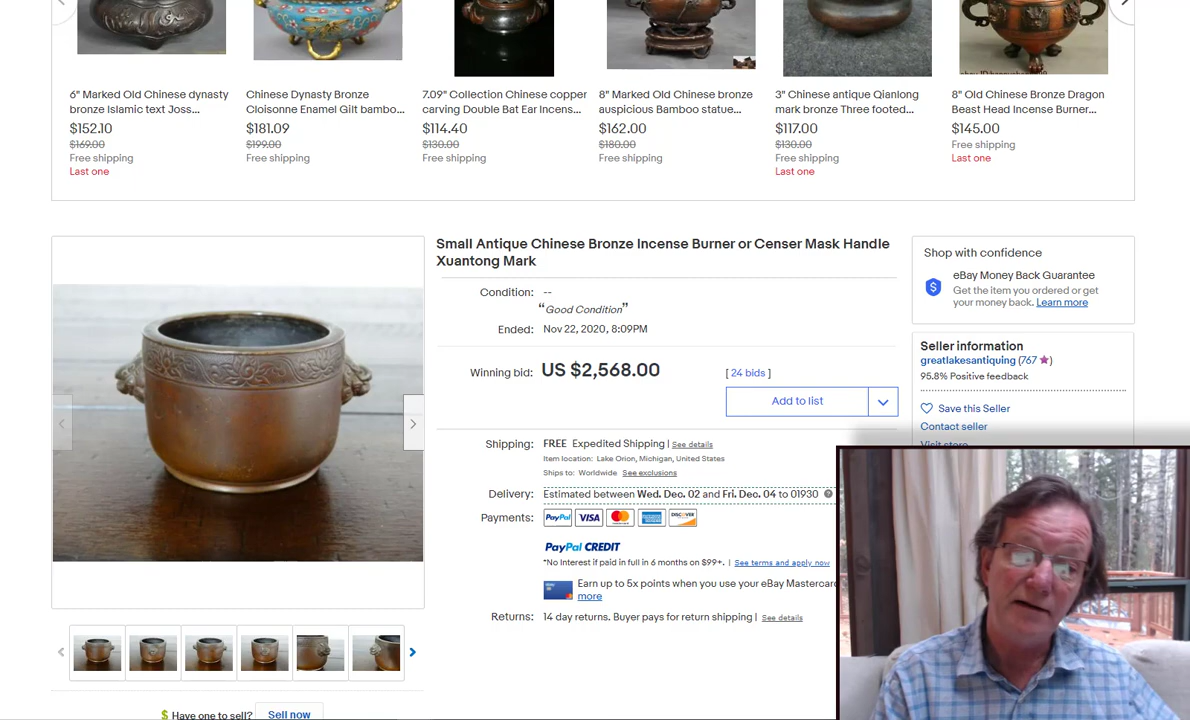 6" Marked Old Chinese dynasty
bronze Islamic text Joss...
$152.10
$169.00
Free shipping
Last one
Chinese Dynasty Bronze
Cloisonne Enamel Gilt bambo...
$181.09
$199.00
Free shipping
7.09" Collection Chinese copper
carving Double Bat Ear Incens...
$114.40
$130.00
Free shipping
8" Marked Old Chinese bronze
auspicious Bamboo statue...
$162.00
$180.00
Free shipping
3" Chinese antique Qianlong
mark bronze Three footed...
$117.00
$130.00
Free shipping
Last one
8" Old Chinese Bronze Dragon
Beast Head Incense Burner...
$145.00
Free shipping
Last one
Small Antique Chinese Bronze Incense Burner or Censer Mask Handle
Xuantong Mark
Condition: --
"Good Condition"
Ended: Nov 22, 2020, 8:09PM
Winning bid: US $2,568.00 [ 24 bids ]
Add to list
Shipping: FREE Expedited Shipping | See details
Item location: Lake Orion, Michigan, United States
Ships to: Worldwide See exclusions
Delivery: Estimated between Wed. Dec. 02 and Fri. Dec. 04 to 01930
Payments: PayPal VISA MasterCard AMERICAN EXPRESS DISCOVER
PayPal CREDIT
*No Interest if paid in full in 6 months on $99+. | See terms and apply now
Earn up to 5x points when you use your eBay Mastercar
more
Returns: 14 day returns. Buyer pays for return shipping | See details
Shop with confidence
eBay Money Back Guarantee
Get the item you ordered or get
your money back. Learn more
Seller information
greatlakesantiquing (767)
95.8% Positive feedback
Save this Seller
Contact seller
Visit store
$ Have one to sell? Sell now